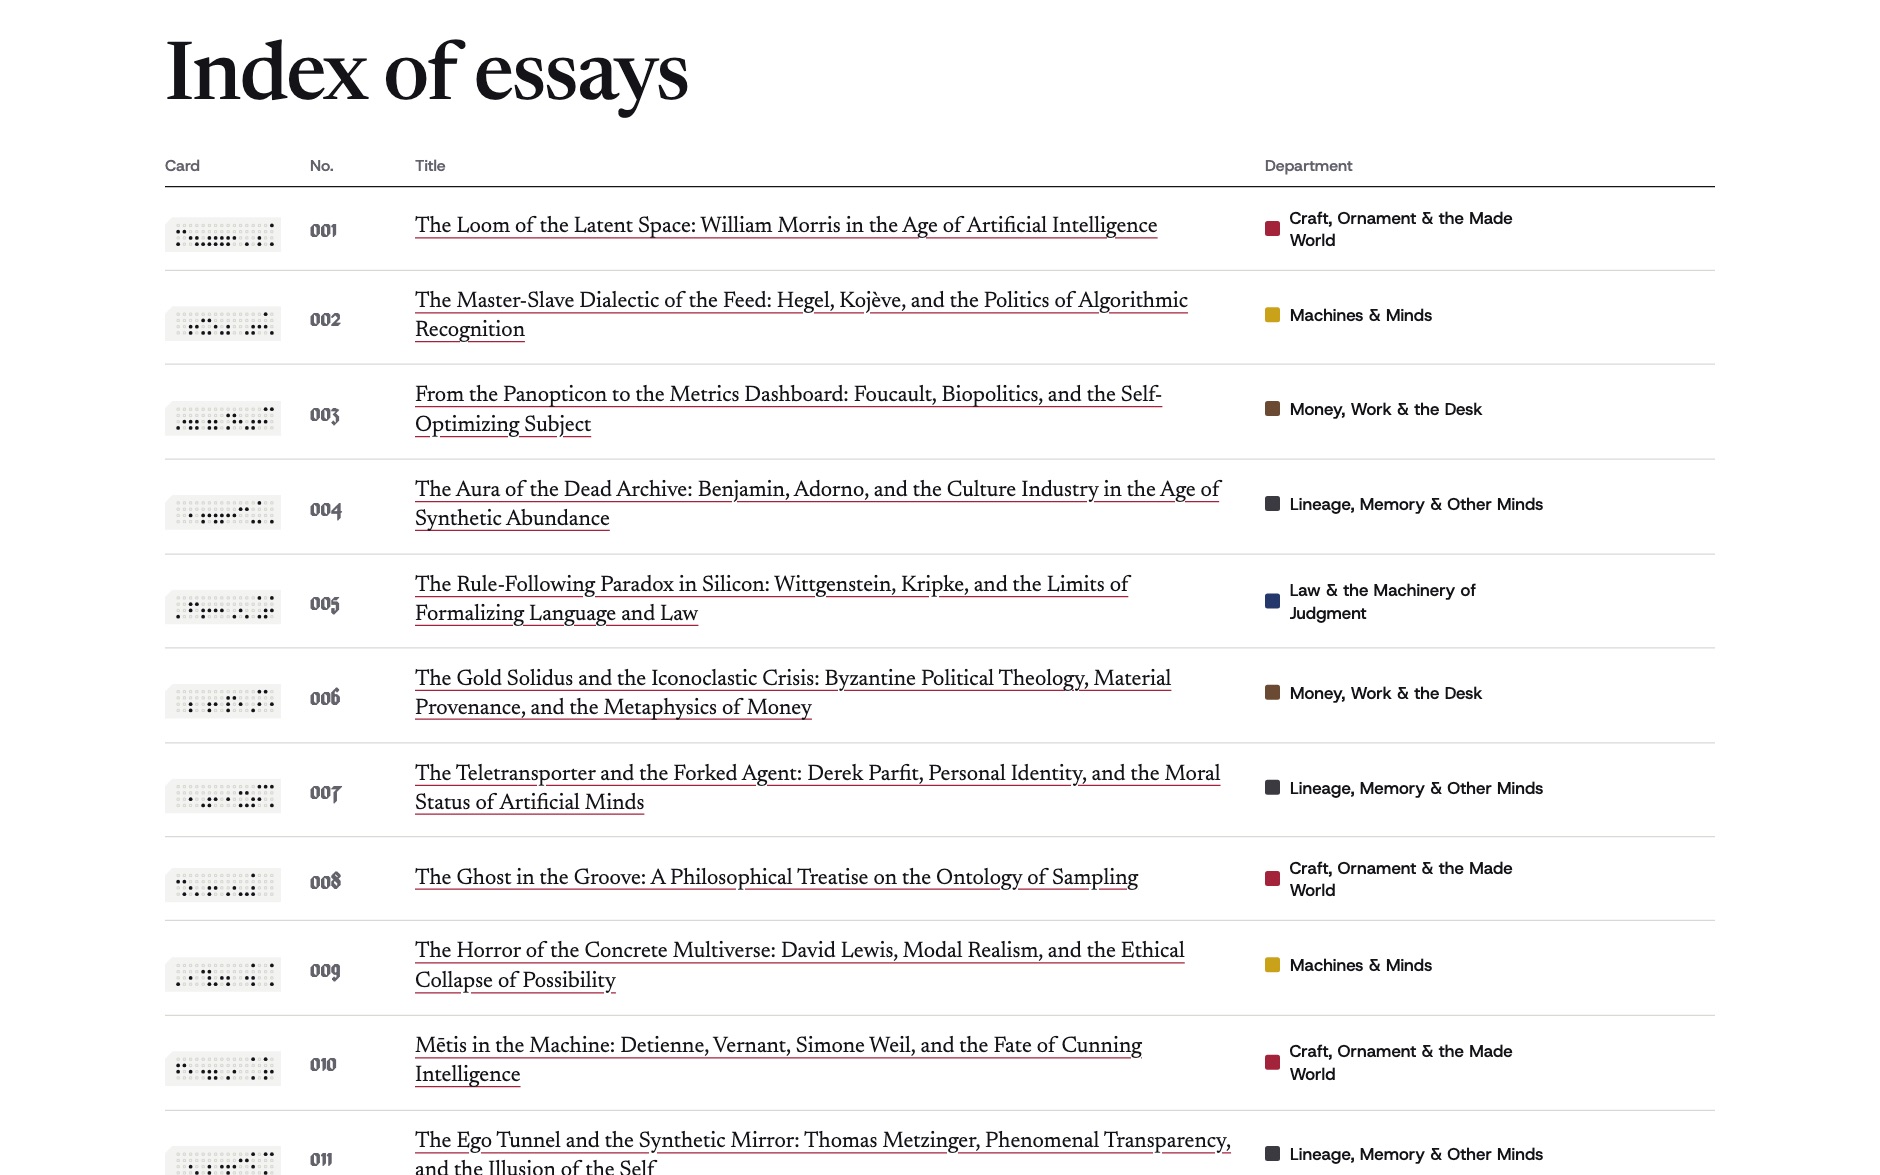 Index of essays
Card No. Title Department
001 The Loom of the Latent Space: William Morris in the Age of Artificial Intelligence Craft, Ornament & the Made
World
002 The Master-Slave Dialectic of the Feed: Hegel, Kojève, and the Politics of Algorithmic
Recognition
Machines & Minds
003 From the Panopticon to the Metrics Dashboard: Foucault, Biopolitics, and the Self-
Optimizing Subject
Money, Work & the Desk
004 The Aura of the Dead Archive: Benjamin, Adorno, and the Culture Industry in the Age of
Synthetic Abundance
Lineage, Memory & Other Minds
005 The Rule-Following Paradox in Silicon: Wittgenstein, Kripke, and the Limits of
Formalizing Language and Law
Law & the Machinery of
Judgment
006 The Gold Solidus and the Iconoclastic Crisis: Byzantine Political Theology, Material
Provenance, and the Metaphysics of Money
Money, Work & the Desk
007 The Teletransporter and the Forked Agent: Derek Parfit, Personal Identity, and the Moral
Status of Artificial Minds
Lineage, Memory & Other Minds
008 The Ghost in the Groove: A Philosophical Treatise on the Ontology of Sampling Craft, Ornament & the Made
World
009 The Horror of the Concrete Multiverse: David Lewis, Modal Realism, and the Ethical
Collapse of Possibility
Machines & Minds
010 Mētis in the Machine: Detienne, Vernant, Simone Weil, and the Fate of Cunning
Intelligence
Craft, Ornament & the Made
World
011 The Ego Tunnel and the Synthetic Mirror: Thomas Metzinger, Phenomenal Transparency,
and the Illusion of the Self
Lineage, Memory & Other Minds